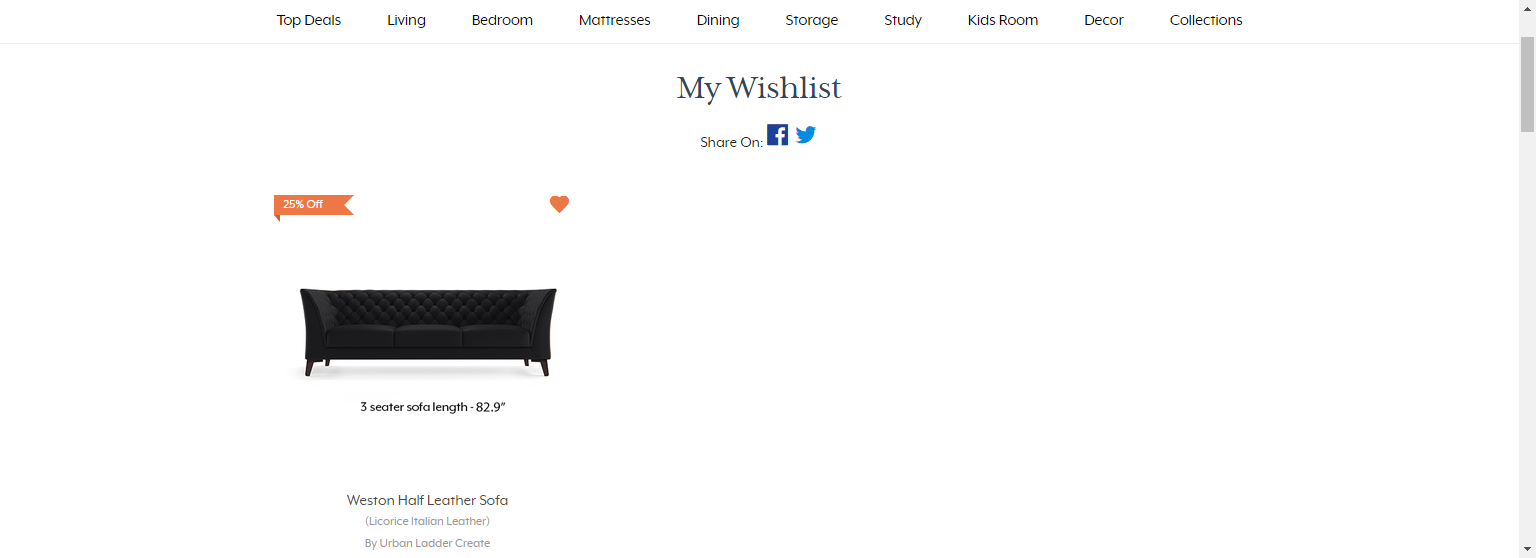 Top Deals Living Bedroom Mattresses Dining Storage Study Kids Room Decor Collections
My Wishlist
Share On:
25% Off
3 seater sofa length - 82.9"
Weston Half Leather Sofa
(Licorice Italian Leather)
By Urban Ladder Create